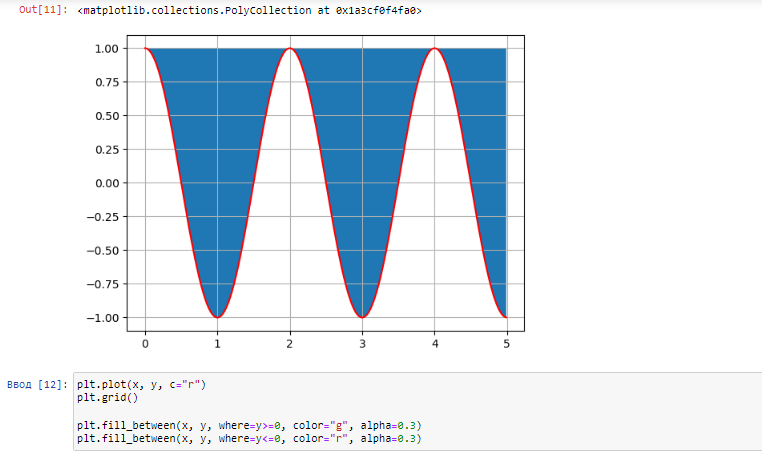 Out[11]: <matplotlib.collections.PolyCollection at 0x1a3cf0f4fa0>
1.00
0.75
0.50
0.25
0.00
−0.25
−0.50
−0.75
−1.00
0 1 2 3 4 5
Ввод [12]: plt.plot(x, y, c="r")
plt.grid()
plt.fill_between(x, y, where=y>=0, color="g", alpha=0.3)
plt.fill_between(x, y, where=y<=0, color="r", alpha=0.3)